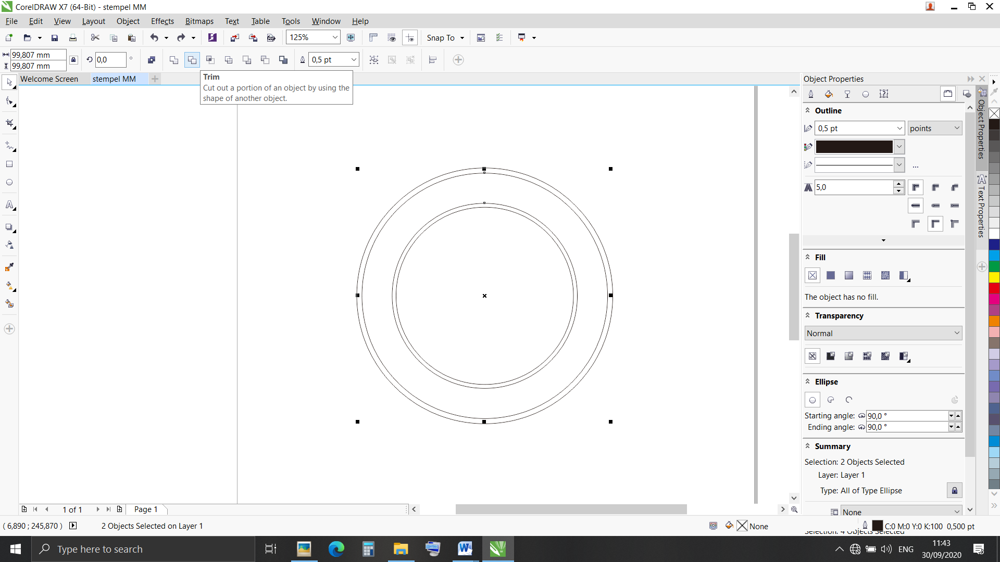 CorelDRAW X7 (64-Bit) - stempel MM
File Edit View Layout Object Effects Bitmaps Text Table Tools Window Help
125% Snap To
99,807 mm
99,807 mm
0,0 °
0,5 pt
Welcome Screen stempel MM
Trim
Cut out a portion of an object by using the
shape of another object.
Object Properties
Outline
0,5 pt points
...
5,0
Fill
The object has no fill.
Transparency
Normal
Ellipse
Starting angle: 90,0 °
Ending angle: 90,0 °
Summary
Selection: 2 Objects Selected
Layer: Layer 1
Type: All of Type Ellipse
None
Object Properties
Text Properties
1 of 1 Page 1
( 6,890 ; 245,870 ) 2 Objects Selected on Layer 1
None
C:0 M:0 Y:0 K:100 0,500 pt
Selection: 4 Objects Selected
Type here to search
ENG
11:43
30/09/2020